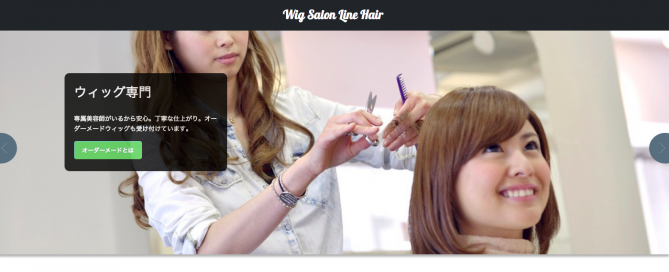 Wig Salon Line Hair
ウィッグ専門
専属美容師がいるから安心。丁寧な仕上がり。オー
ダーメードウィッグも受け付けています。
オーダーメードとは